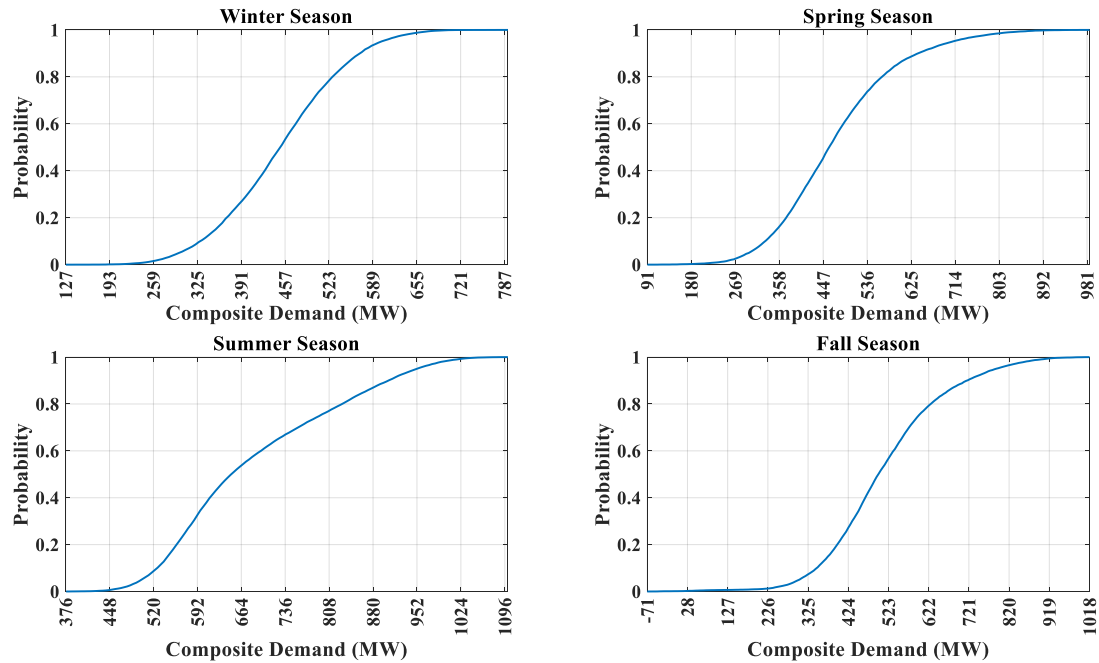 Winter Season
Probability
1
0.8
0.6
0.4
0.2
0
127 193 259 325 391 457 523 589 655 721 787
Composite Demand (MW)
Spring Season
Probability
1
0.8
0.6
0.4
0.2
0
91 180 269 358 447 536 625 714 803 892 981
Composite Demand (MW)
Summer Season
Probability
1
0.8
0.6
0.4
0.2
0
376 448 520 592 664 736 808 880 952 1024 1096
Composite Demand (MW)
Fall Season
Probability
1
0.8
0.6
0.4
0.2
0
-71 28 127 226 325 424 523 622 721 820 919 1018
Composite Demand (MW)